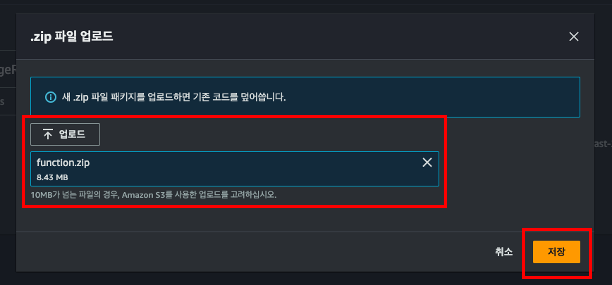 .zip 파일 업로드
새 .zip 파일 패키지를 업로드하면 기존 코드를 덮어씁니다.
업로드
function.zip
8.43 MB
10MB가 넘는 파일의 경우, Amazon S3를 사용한 업로드를 고려하십시오.
취소
저장